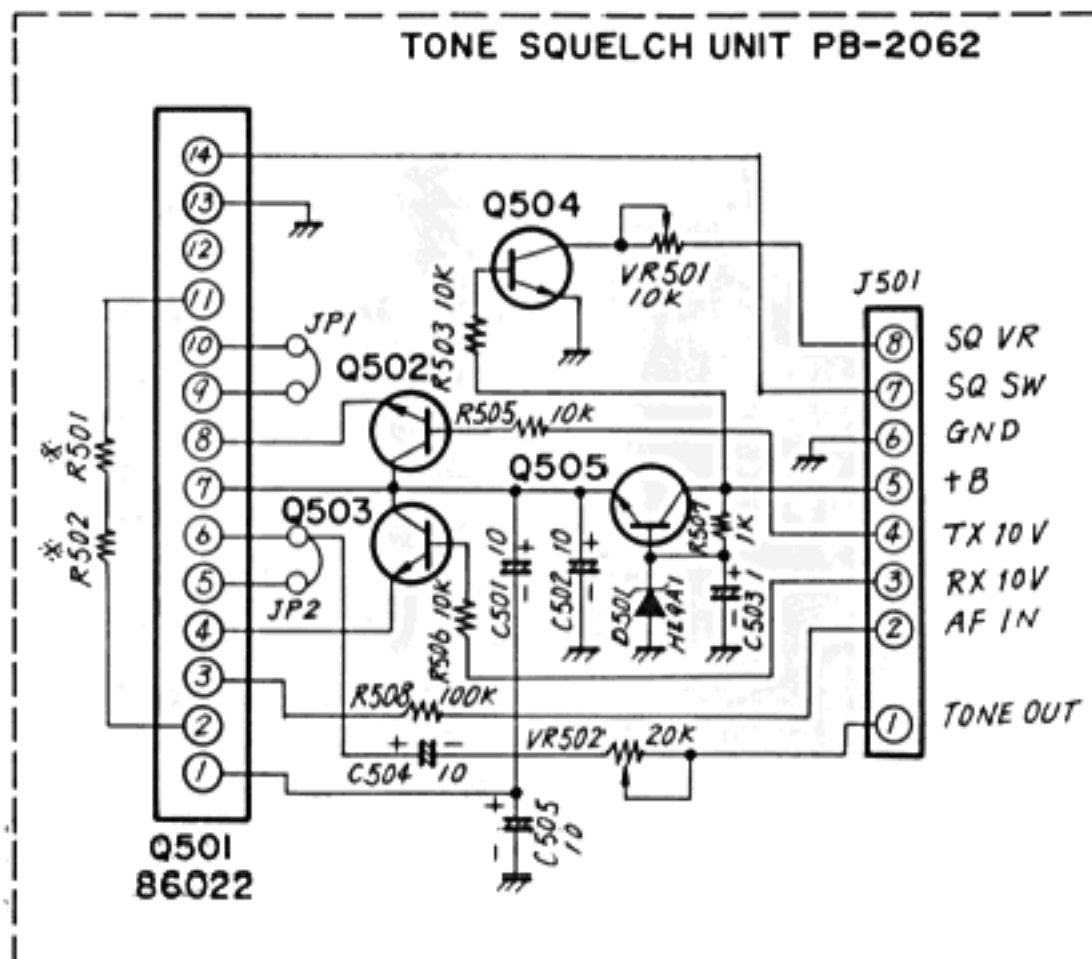 TONE SQUELCH UNIT PB-2062
14
13
12
11
10
9
8
7
6
5
4
3
2
1
Q501
86022
※ R501
※ R502
JP1
JP2
Q502
Q503
Q504
Q505
R503 10K
VR501
10K
R505 10K
R506 10K
R507
1K
C501 10
+
-
C502 10
+
-
D501
C503 1
+
-
R508 100K
+ -
C504 10
VR502 20K
+
-
C505
10
J501
8 SQ VR
7 SQ SW
6 GND
5 +B
4 TX 10V
3 RX 10V
2 AF IN
1 TONE OUT